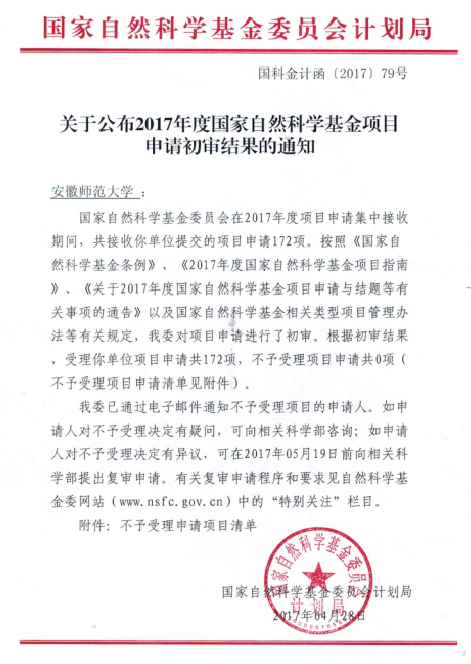 国家自然科学基金委员会计划局
国科金计函〔2017〕79号
关于公布2017年度国家自然科学基金项目
申请初审结果的通知
安徽师范大学：
国家自然科学基金委员会在2017年度项目申请集中接收
期间，共接收你单位提交的项目申请172项。按照《国家自
然科学基金条例》、《2017年度国家自然科学基金项目指南
》、《关于2017年度国家自然科学基金项目申请与结题等有
关事项的通告》以及国家自然科学基金相关类型项目管理办
法等有关规定，我委对项目申请进行了初审。根据初审结果
，受理你单位项目申请共172项，不予受理项目申请共0项（
不予受理项目申请清单见附件）。
我委已通过电子邮件通知不予受理项目的申请人。如申
请人对不予受理决定有疑问，可向相关科学部咨询；如申请
人对不予受理决定有异议，可在2017年05月19日前向相关科
学部提出复审申请。有关复审申请程序和要求见自然科学基
金委网站（www.nsfc.gov.cn）中的“特别关注”栏目。
附件：不予受理申请项目清单
国家自然科学基金委员会
计划局
国家自然科学基金委员会计划局
2017年04月28日